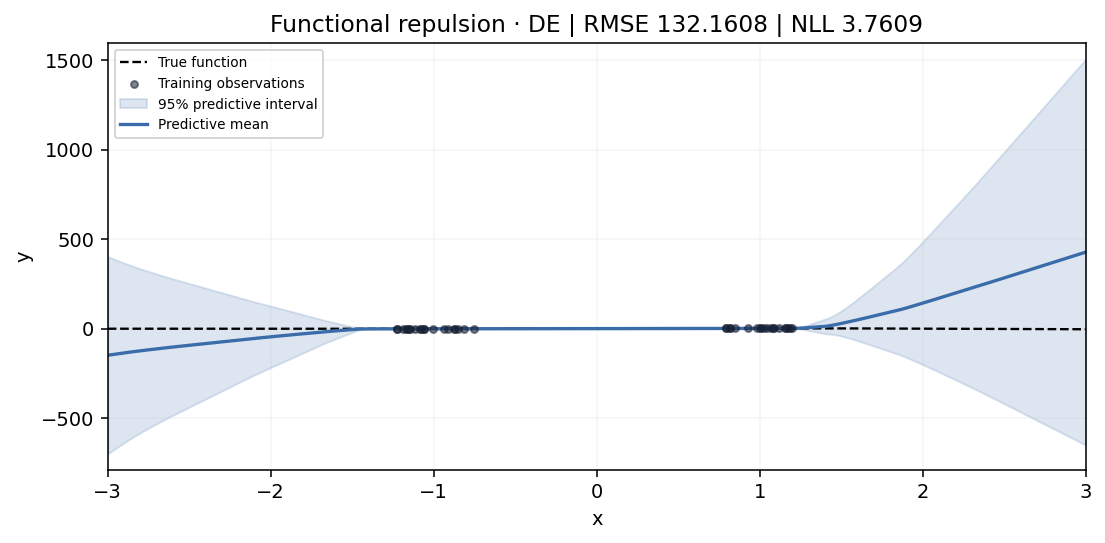 Functional repulsion · DE | RMSE 132.1608 | NLL 3.7609
True function
Training observations
95% predictive interval
Predictive mean
1500
1000
500
0
−500
y
−3
−2
−1
0
1
2
3
x